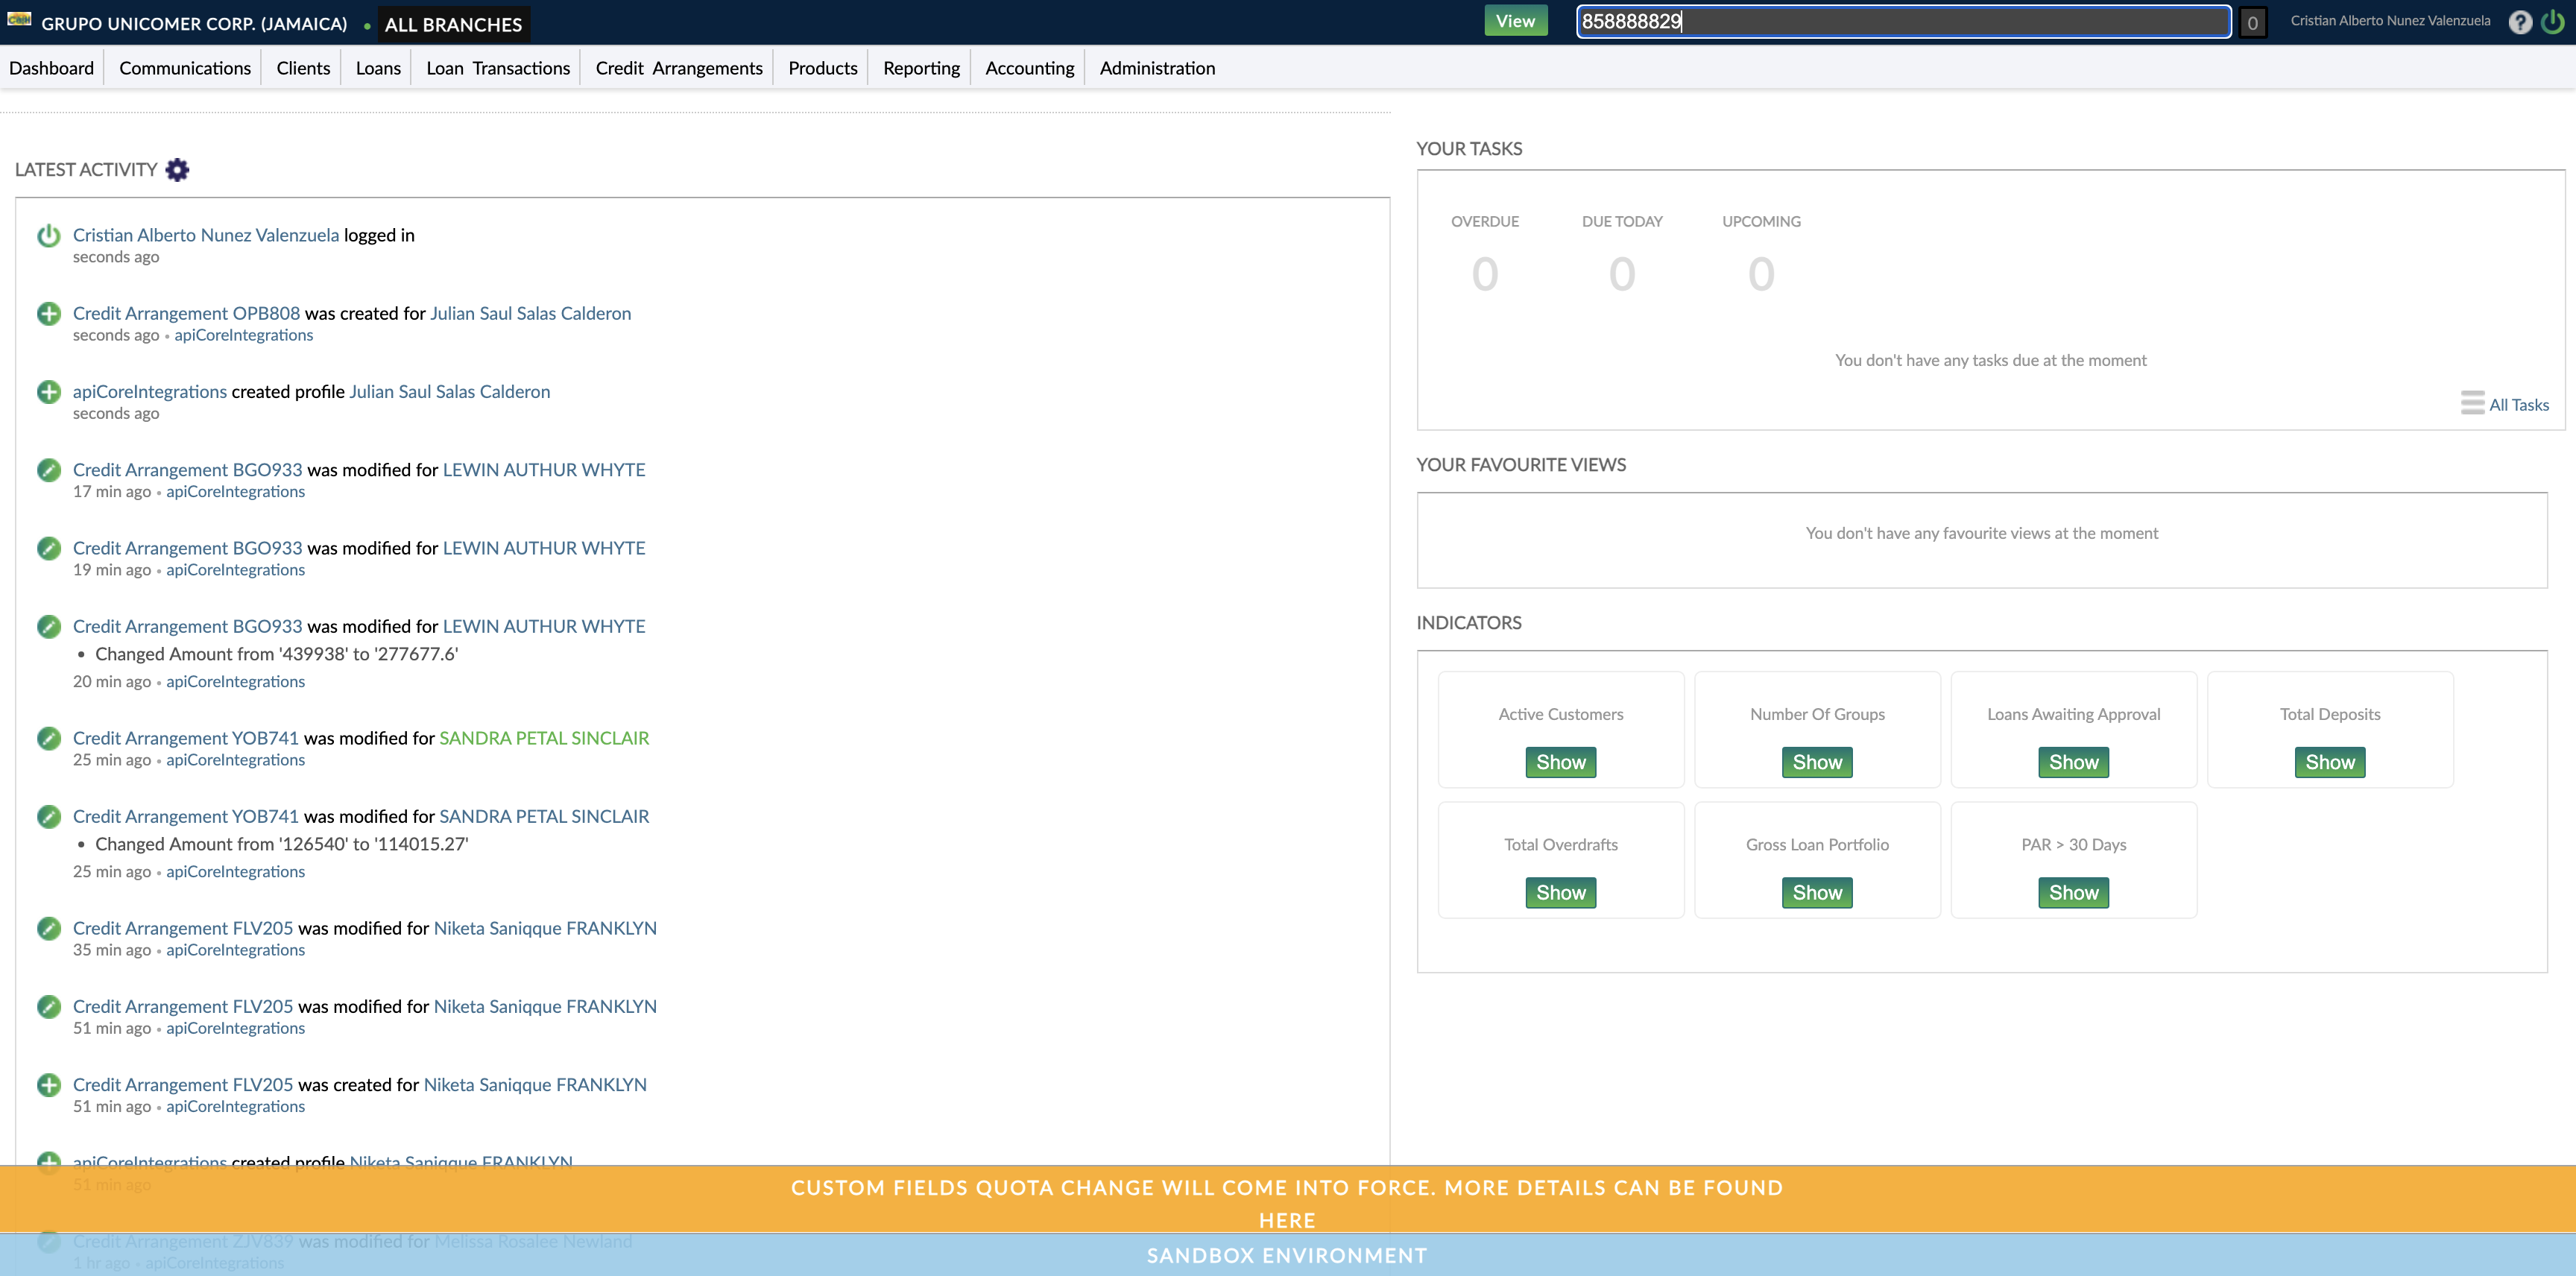 GRUPO UNICOMER CORP. (JAMAICA) • ALL BRANCHES
View
858888829
0
Cristian Alberto Nunez Valenzuela
?
Dashboard
Communications
Clients
Loans
Loan Transactions
Credit Arrangements
Products
Reporting
Accounting
Administration
LATEST ACTIVITY
Cristian Alberto Nunez Valenzuela logged in
seconds ago
Credit Arrangement OPB808 was created for Julian Saul Salas Calderon
seconds ago • apiCoreIntegrations
apiCoreIntegrations created profile Julian Saul Salas Calderon
seconds ago
Credit Arrangement BGO933 was modified for LEWIN AUTHUR WHYTE
17 min ago • apiCoreIntegrations
Credit Arrangement BGO933 was modified for LEWIN AUTHUR WHYTE
19 min ago • apiCoreIntegrations
Credit Arrangement BGO933 was modified for LEWIN AUTHUR WHYTE
• Changed Amount from '439938' to '277677.6'
20 min ago • apiCoreIntegrations
Credit Arrangement YOB741 was modified for SANDRA PETAL SINCLAIR
25 min ago • apiCoreIntegrations
Credit Arrangement YOB741 was modified for SANDRA PETAL SINCLAIR
• Changed Amount from '126540' to '114015.27'
25 min ago • apiCoreIntegrations
Credit Arrangement FLV205 was modified for Niketa Saniqque FRANKLYN
35 min ago • apiCoreIntegrations
Credit Arrangement FLV205 was modified for Niketa Saniqque FRANKLYN
51 min ago • apiCoreIntegrations
Credit Arrangement FLV205 was created for Niketa Saniqque FRANKLYN
51 min ago • apiCoreIntegrations
apiCoreIntegrations created profile Niketa Saniqque FRANKLYN
51 min ago
Credit Arrangement ZJV839 was modified for Melissa Rosalee Newland
1 hr ago • apiCoreIntegrations
YOUR TASKS
OVERDUE
DUE TODAY
UPCOMING
0
0
0
You don't have any tasks due at the moment
All Tasks
YOUR FAVOURITE VIEWS
You don't have any favourite views at the moment
INDICATORS
Active Customers
Number Of Groups
Loans Awaiting Approval
Total Deposits
Show
Show
Show
Show
Total Overdrafts
Gross Loan Portfolio
PAR > 30 Days
Show
Show
Show
CUSTOM FIELDS QUOTA CHANGE WILL COME INTO FORCE. MORE DETAILS CAN BE FOUND
HERE
SANDBOX ENVIRONMENT